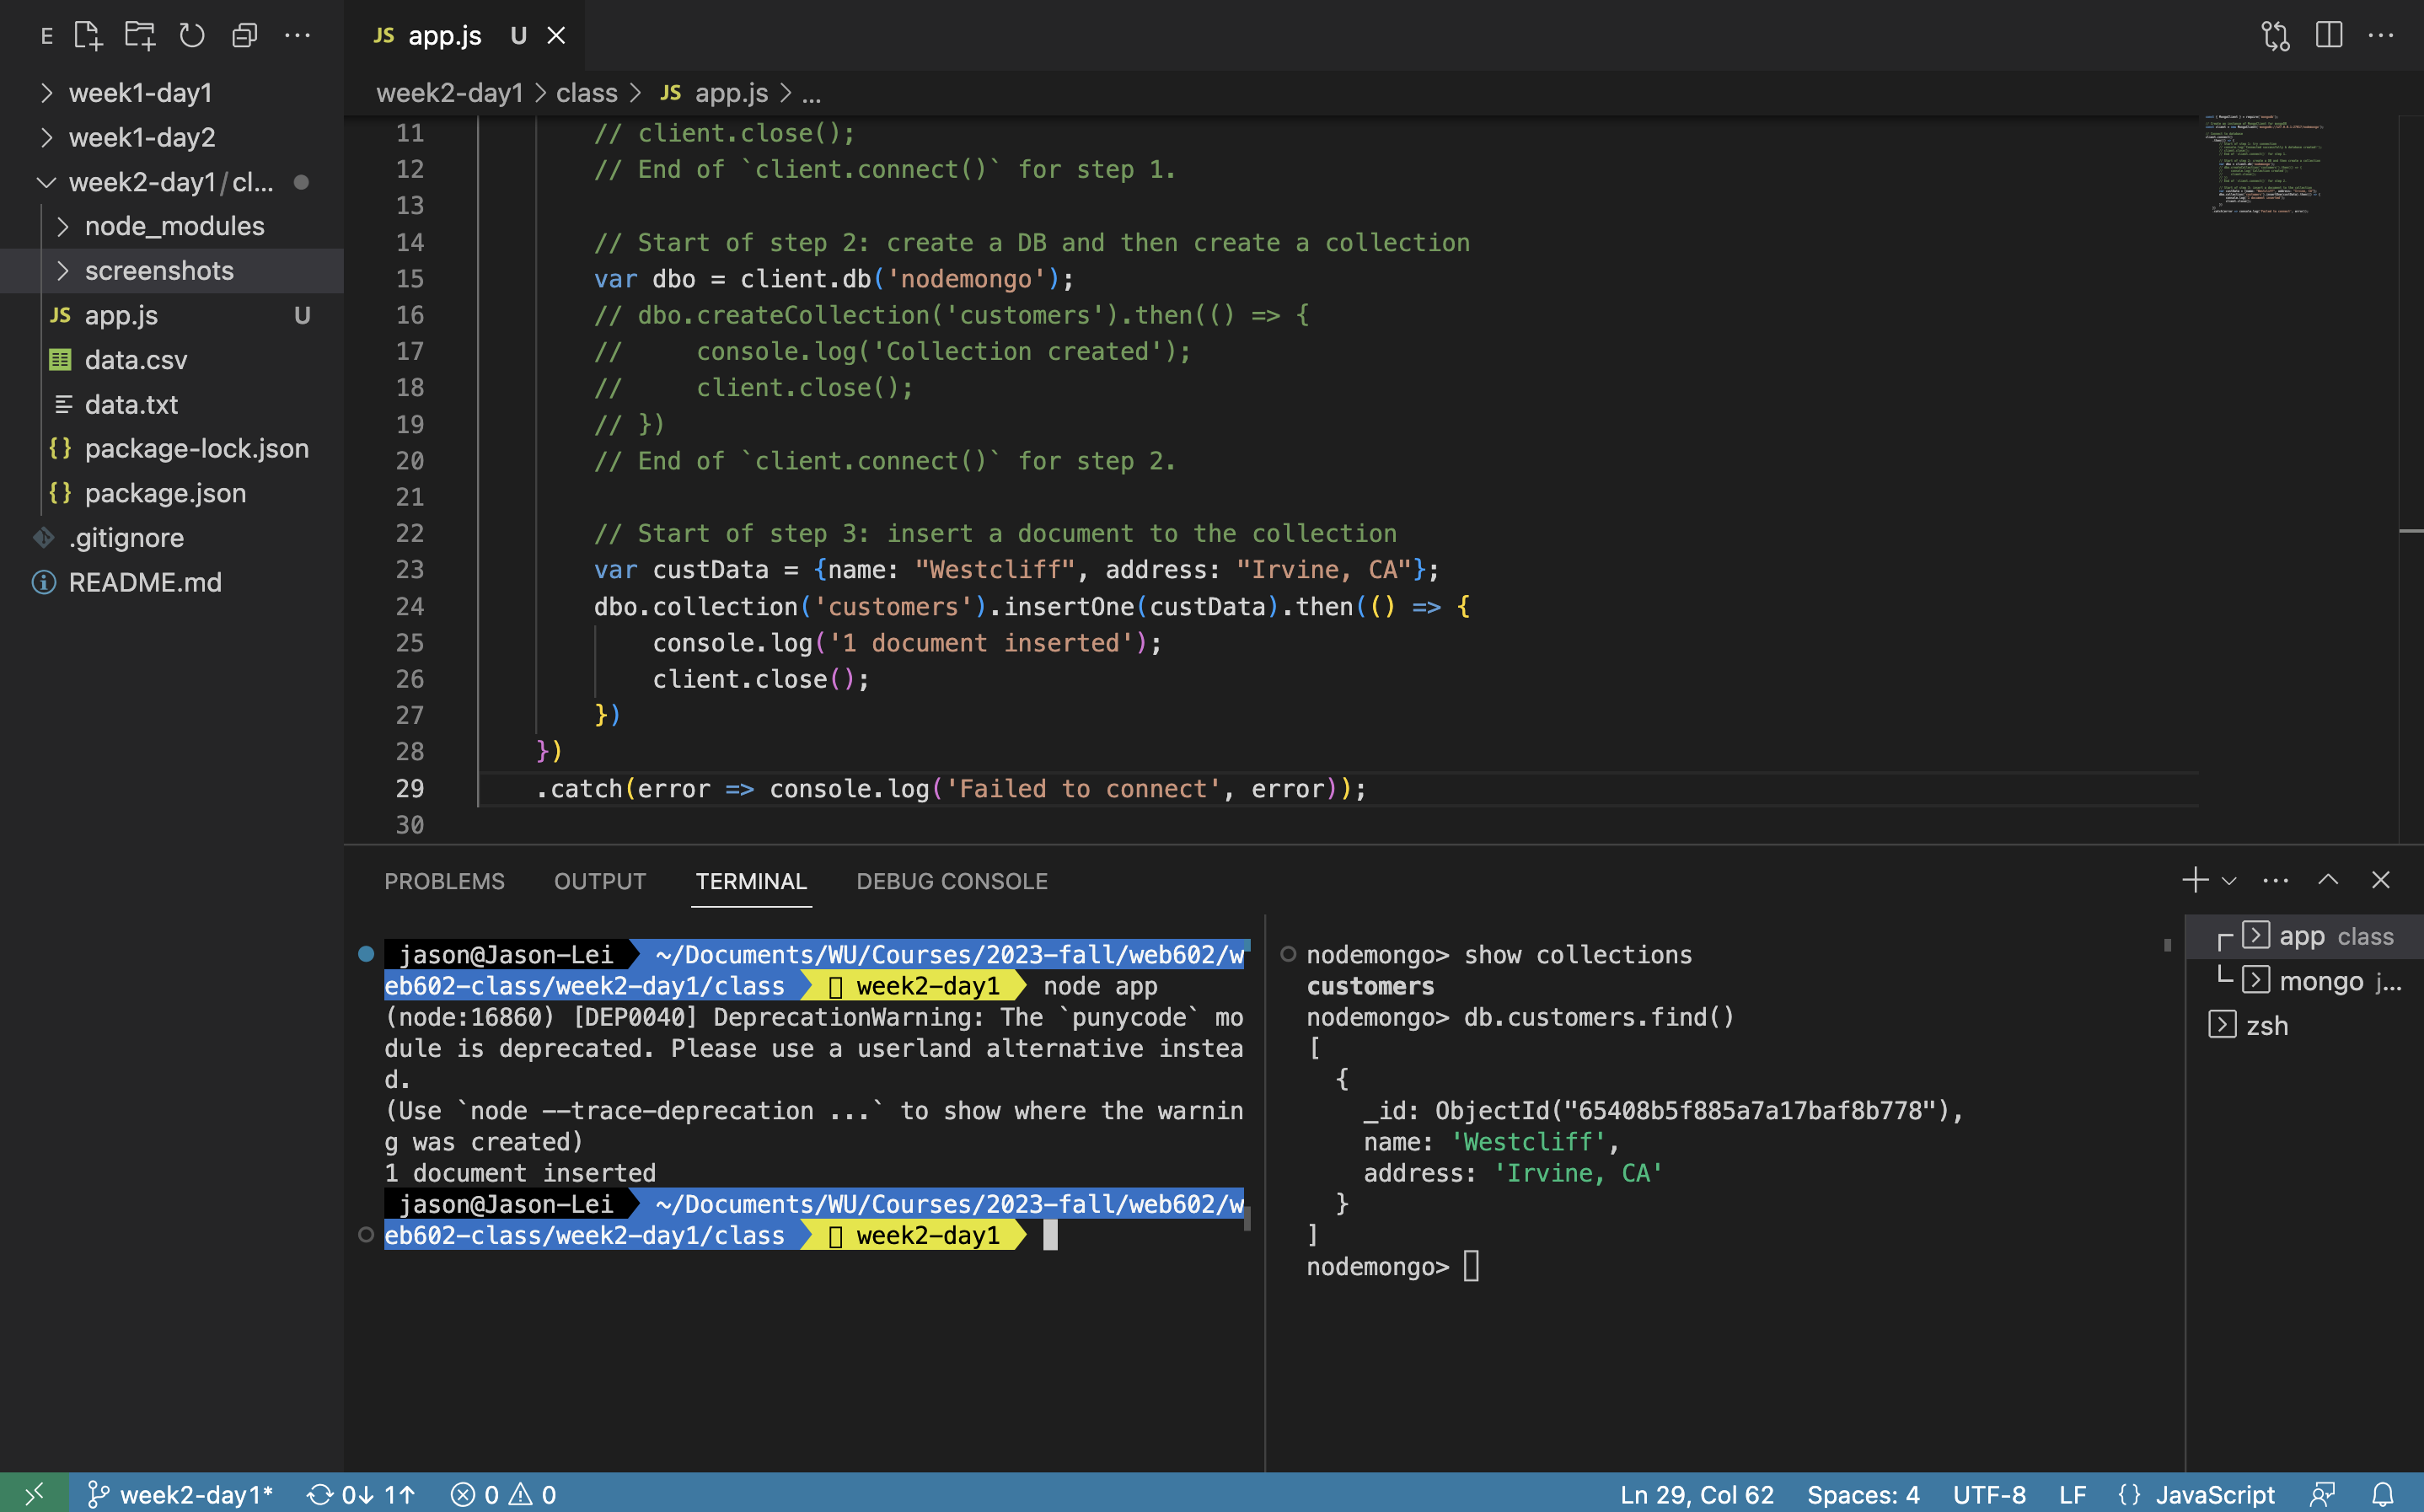 E
JS app.js U
week1-day1
week1-day2
week2-day1/cl...
node_modules
screenshots
JS app.js U
data.csv
data.txt
{} package-lock.json
{} package.json
.gitignore
README.md
week2-day1 > class > JS app.js > ...
11 // client.close();
12 // End of `client.connect()` for step 1.
13
14 // Start of step 2: create a DB and then create a collection
15 var dbo = client.db('nodemongo');
16 // dbo.createCollection('customers').then(() => {
17 //     console.log('Collection created');
18 //     client.close();
19 // })
20 // End of `client.connect()` for step 2.
21
22 // Start of step 3: insert a document to the collection
23 var custData = {name: "Westcliff", address: "Irvine, CA"};
24 dbo.collection('customers').insertOne(custData).then(() => {
25     console.log('1 document inserted');
26     client.close();
27 })
28 })
29 .catch(error => console.log('Failed to connect', error));
30
PROBLEMS OUTPUT TERMINAL DEBUG CONSOLE
jason@Jason-Lei ~/Documents/WU/Courses/2023-fall/web602/w
eb602-class/week2-day1/class week2-day1 node app
(node:16860) [DEP0040] DeprecationWarning: The `punycode` mo
dule is deprecated. Please use a userland alternative instea
d.
(Use `node --trace-deprecation ...` to show where the warnin
g was created)
1 document inserted
jason@Jason-Lei ~/Documents/WU/Courses/2023-fall/web602/w
eb602-class/week2-day1/class week2-day1
nodemongo> show collections
customers
nodemongo> db.customers.find()
[
{
_id: ObjectId("65408b5f885a7a17baf8b778"),
name: 'Westcliff',
address: 'Irvine, CA'
}
]
nodemongo>
app class
mongo j...
zsh
week2-day1* 0↓ 1↑ 0 0
Ln 29, Col 62 Spaces: 4 UTF-8 LF {} JavaScript